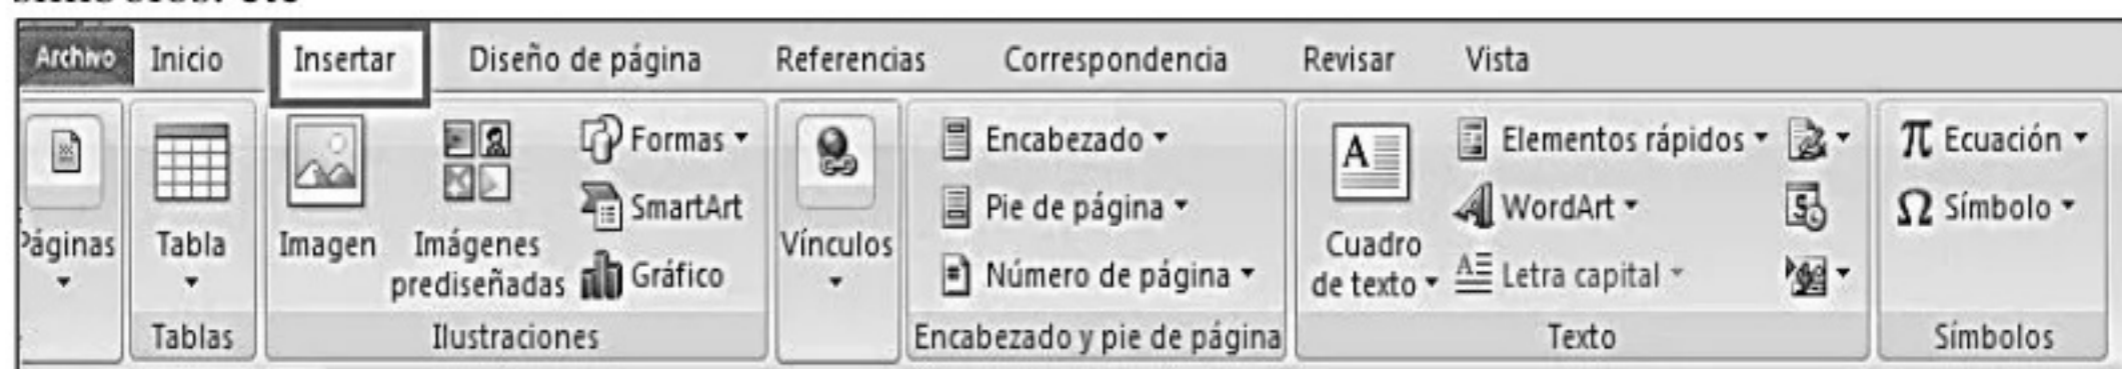 Archivo Inicio Insertar Diseño de página Referencias Correspondencia Revisar Vista
Páginas
Tabla
Tablas
Imagen
Imágenes prediseñadas
Formas
SmartArt
Gráfico
Ilustraciones
Vínculos
Encabezado
Pie de página
Número de página
Encabezado y pie de página
Cuadro de texto
Elementos rápidos
WordArt
Letra capital
Texto
π Ecuación
Ω Símbolo
Símbolos